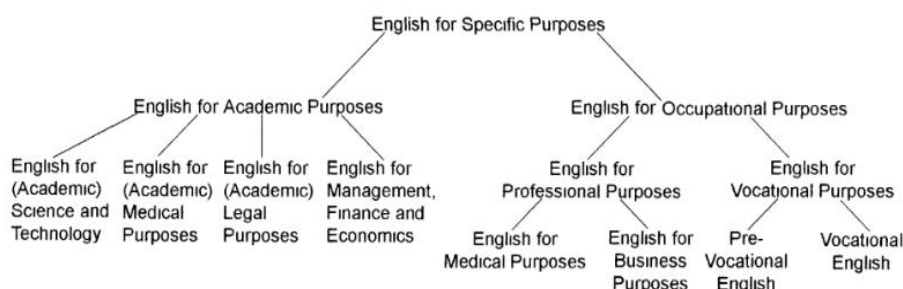 English for Specific Purposes
English for Academic Purposes
English for Occupational Purposes
English for
(Academic)
Science and
Technology
English for
(Academic)
Medical
Purposes
English for
(Academic)
Legal
Purposes
English for
Management,
Finance and
Economics
English for
Professional Purposes
English for
Vocational Purposes
English for
Medical Purposes
English for
Business
Purposes
Pre-
Vocational
English
Vocational
English